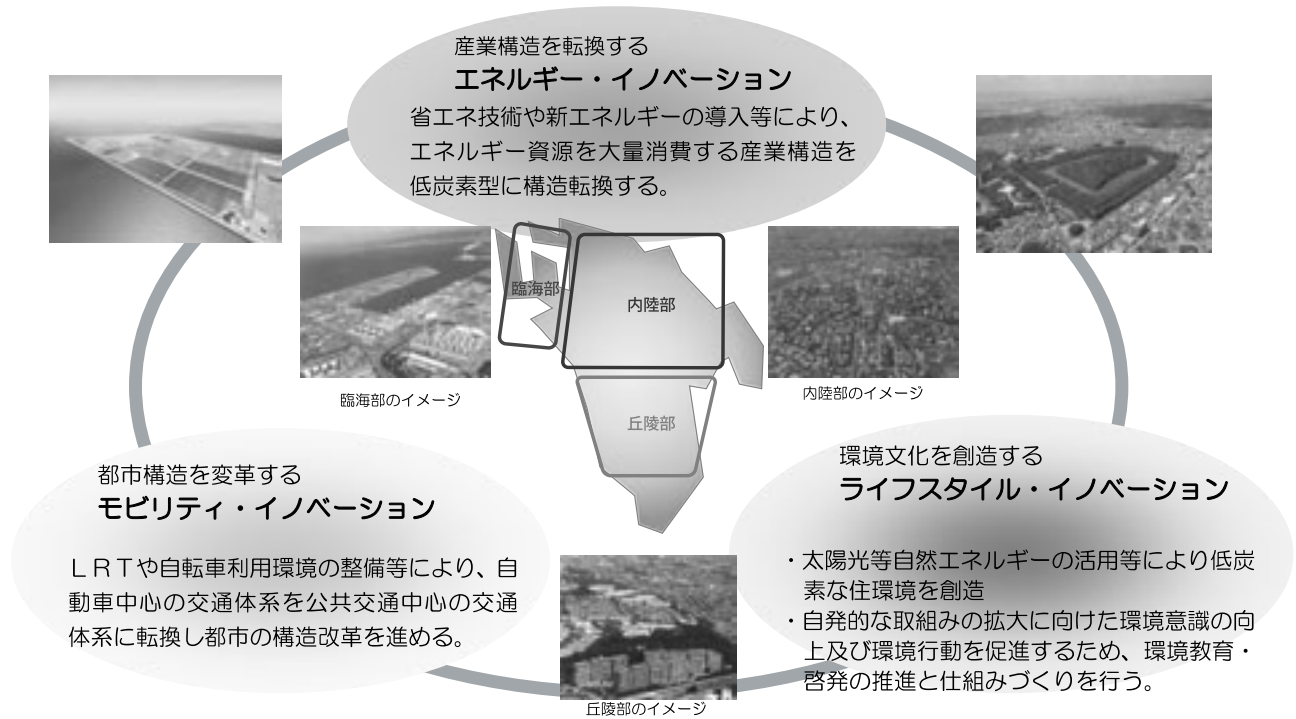 産業構造を転換する
エネルギー・イノベーション
省エネ技術や新エネルギーの導入等により、
エネルギー資源を大量消費する産業構造を
低炭素型に構造転換する。
臨海部
内陸部
丘陵部
臨海部のイメージ
内陸部のイメージ
都市構造を変革する
モビリティ・イノベーション
ＬＲＴや自転車利用環境の整備等により、自
動車中心の交通体系を公共交通中心の交通
体系に転換し都市の構造改革を進める。
環境文化を創造する
ライフスタイル・イノベーション
・太陽光等自然エネルギーの活用等により低炭
素な住環境を創造
・自発的な取組みの拡大に向けた環境意識の向
上及び環境行動を促進するため、環境教育・
啓発の推進と仕組みづくりを行う。
丘陵部のイメージ